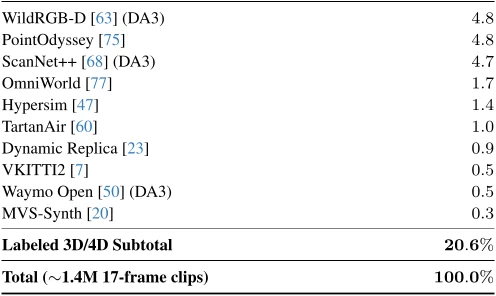 WildRGB-D [63] (DA3) 4.8
PointOdyssey [75] 4.8
ScanNet++ [68] (DA3) 4.7
OmniWorld [77] 1.7
Hypersim [47] 1.4
TartanAir [60] 1.0
Dynamic Replica [23] 0.9
VKITTI2 [7] 0.5
Waymo Open [50] (DA3) 0.5
MVS-Synth [20] 0.3
Labeled 3D/4D Subtotal 20.6%
Total (~1.4M 17-frame clips) 100.0%